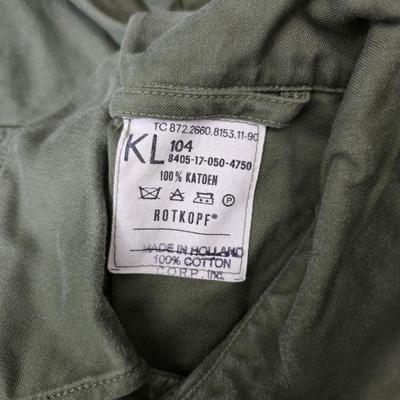 TC 872.2660.8153.11-90
KL 104
8405-17-050-4750
100% KATOEN
P
ROTKOPF®
MADE IN HOLLAND
100% COTTON
CORP. Inc.